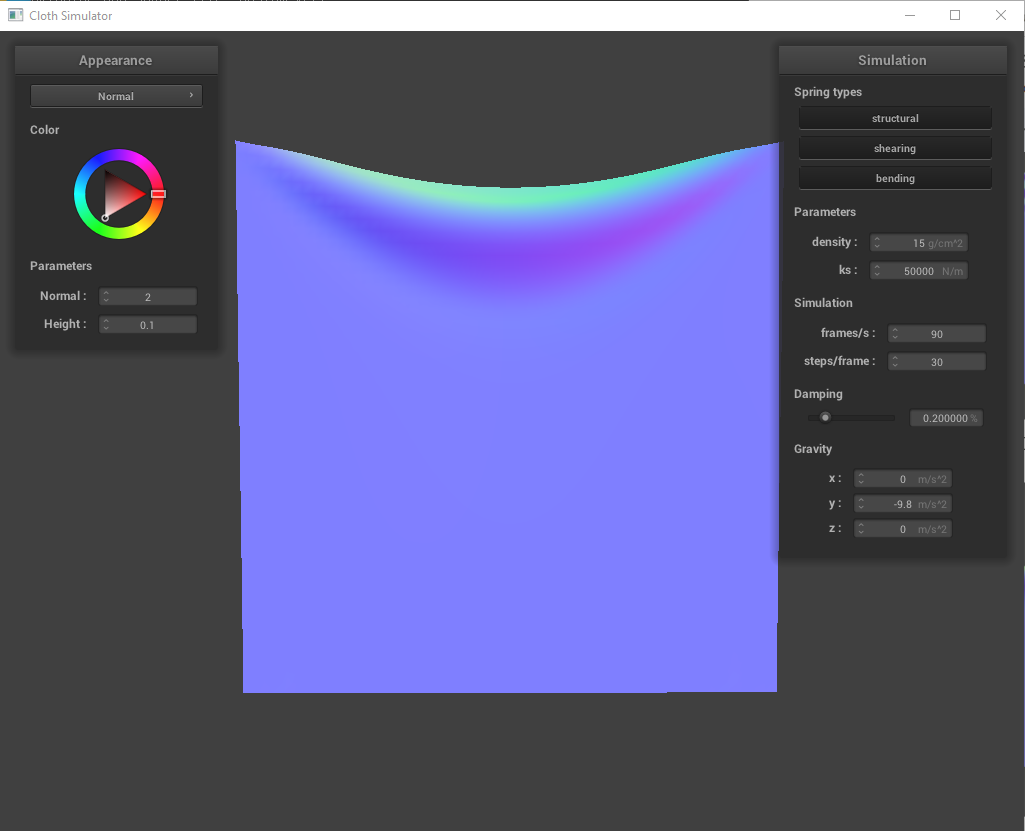 Cloth Simulator
Appearance
Normal
Color
Parameters
Normal : 2
Height : 0.1
Simulation
Spring types
structural
shearing
bending
Parameters
density : 15 g/cm^2
ks : 50000 N/m
Simulation
frames/s : 90
steps/frame : 30
Damping
0.200000 %
Gravity
x : 0 m/s^2
y : -9.8 m/s^2
z : 0 m/s^2